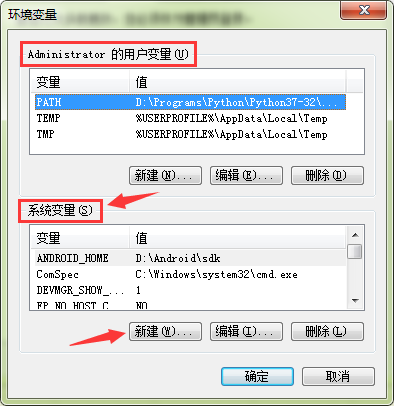 环境变量
Administrator 的用户变量(U)
变量 值
PATH D:\Programs\Python\Python37-32\...
TEMP %USERPROFILE%\AppData\Local\Temp
TMP %USERPROFILE%\AppData\Local\Temp
新建(N)... 编辑(E)... 删除(D)
系统变量(S)
变量 值
ANDROID_HOME D:\Android\sdk
ComSpec C:\Windows\system32\cmd.exe
DEVMGR_SHOW_... 1
FP_NO_HOST_C... NO
新建(W)... 编辑(I)... 删除(L)
确定 取消